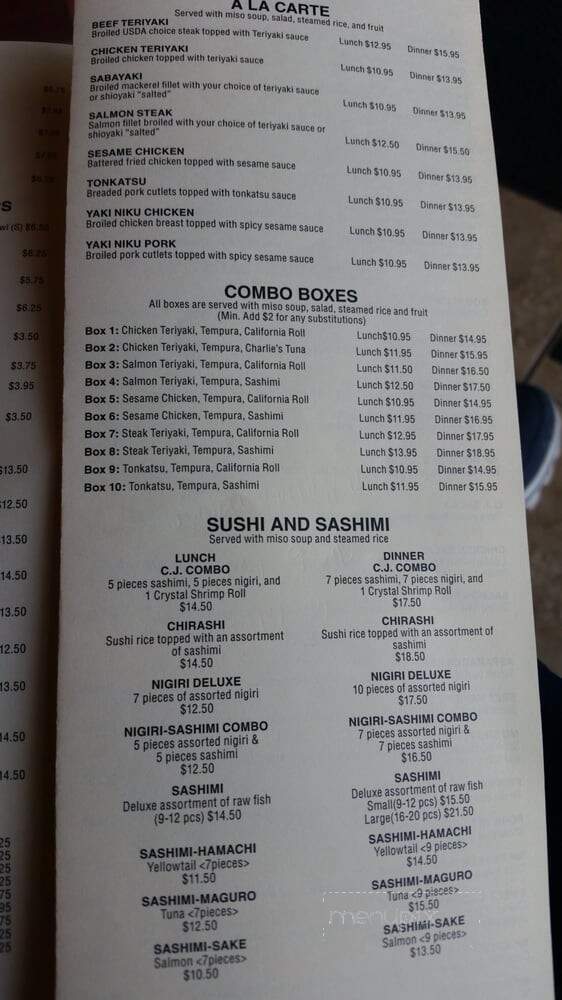 A LA CARTE
Served with miso soup, salad, steamed rice, and fruit
BEEF TERIYAKI
Broiled USDA choice steak topped with Teriyaki sauce
Lunch $12.95 Dinner $15.95
CHICKEN TERIYAKI
Broiled chicken topped with teriyaki sauce
Lunch $10.95 Dinner $13.95
SABAYAKI
Broiled mackerel fillet with your choice of teriyaki sauce
or shioyaki "salted"
Lunch $10.95 Dinner $13.95
SALMON STEAK
Salmon fillet broiled with your choice of teriyaki sauce or
shioyaki "salted"
Lunch $12.50 Dinner $15.50
SESAME CHICKEN
Battered fried chicken topped with sesame sauce
Lunch $10.95 Dinner $13.95
TONKATSU
Breaded pork cutlets topped with tonkatsu sauce
Lunch $10.95 Dinner $13.95
YAKI NIKU CHICKEN
Broiled chicken breast topped with spicy sesame sauce
Lunch $10.95 Dinner $13.95
YAKI NIKU PORK
Broiled pork cutlets topped with spicy sesame sauce
Lunch $10.95 Dinner $13.95
COMBO BOXES
All boxes are served with miso soup, salad, steamed rice and fruit
(Min. Add $2 for any substitutions)
Box 1: Chicken Teriyaki, Tempura, California Roll Lunch$10.95 Dinner $14.95
Box 2: Chicken Teriyaki, Tempura, Charlie's Tuna Lunch $11.95 Dinner $15.95
Box 3: Salmon Teriyaki, Tempura, California Roll Lunch $11.50 Dinner $16.50
Box 4: Salmon Teriyaki, Tempura, Sashimi Lunch $12.50 Dinner $17.50
Box 5: Sesame Chicken, Tempura, California Roll Lunch $10.95 Dinner $14.95
Box 6: Sesame Chicken, Tempura, Sashimi Lunch $11.95 Dinner $16.95
Box 7: Steak Teriyaki, Tempura, California Roll Lunch $12.95 Dinner $17.95
Box 8: Steak Teriyaki, Tempura, Sashimi Lunch $13.95 Dinner $18.95
Box 9: Tonkatsu, Tempura, California Roll Lunch $10.95 Dinner $14.95
Box 10: Tonkatsu, Tempura, Sashimi Lunch $11.95 Dinner $15.95
SUSHI AND SASHIMI
Served with miso soup and steamed rice
LUNCH
C.J. COMBO
5 pieces sashimi, 5 pieces nigiri, and
1 Crystal Shrimp Roll
$14.50
CHIRASHI
Sushi rice topped with an assortment
of sashimi
$14.50
NIGIRI DELUXE
7 pieces of assorted nigiri
$12.50
NIGIRI-SASHIMI COMBO
5 pieces assorted nigiri &
5 pieces sashimi
$12.50
SASHIMI
Deluxe assortment of raw fish
(9-12 pcs) $14.50
SASHIMI-HAMACHI
Yellowtail <7pieces>
$11.50
SASHIMI-MAGURO
Tuna <7pieces>
$12.50
SASHIMI-SAKE
Salmon <7pieces>
$10.50
DINNER
C.J. COMBO
7 pieces sashimi, 7 pieces nigiri, and
1 Crystal Shrimp Roll
$17.50
CHIRASHI
Sushi rice topped with an assortment of
sashimi
$18.50
NIGIRI DELUXE
10 pieces of assorted nigiri
$17.50
NIGIRI-SASHIMI COMBO
7 pieces assorted nigiri &
7 pieces sashimi
$16.50
SASHIMI
Deluxe assortment of raw fish
Small(9-12 pcs) $15.50
Large(16-20 pcs) $21.50
SASHIMI-HAMACHI
Yellowtail <9 pieces>
$14.50
SASHIMI-MAGURO
Tuna <9 pieces>
$15.50
SASHIMI-SAKE
Salmon <9 pieces>
$13.50
$6.25
$5.75
$6.25
$3.50
$3.75
$3.95
$3.50
$13.50
$12.50
13.50
14.50
13.50
12.50
13.50
14.50
14.50